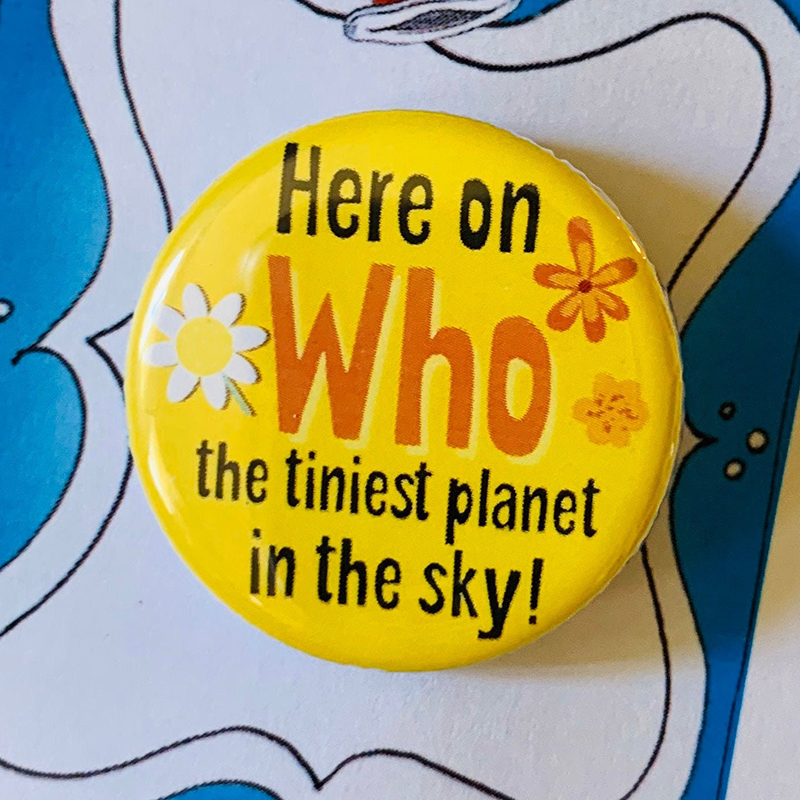 Here on
Who
the tiniest planet
in the sky!